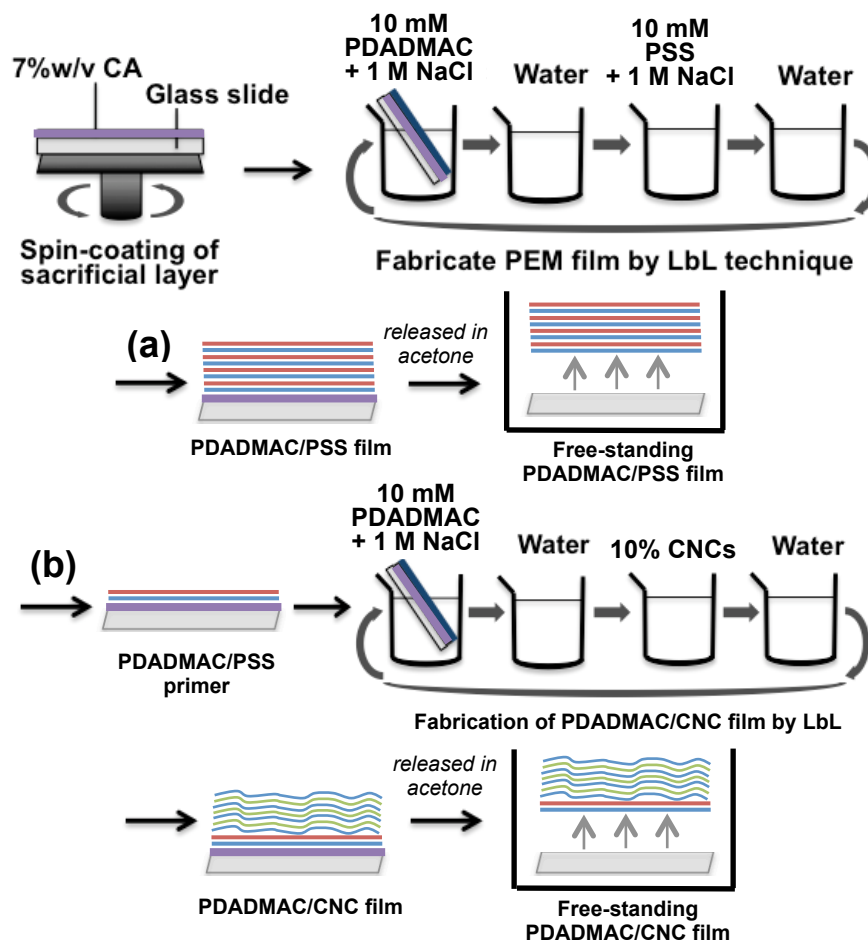 7%w/v CA
Glass slide
Spin-coating of
sacrificial layer
10 mM
PDADMAC
+ 1 M NaCl
Water
10 mM
PSS
+ 1 M NaCl
Water
Fabricate PEM film by LbL technique
(a)
PDADMAC/PSS film
released in
acetone
Free-standing
PDADMAC/PSS film
(b)
PDADMAC/PSS
primer
10 mM
PDADMAC
+ 1 M NaCl
Water
10% CNCs
Water
Fabrication of PDADMAC/CNC film by LbL
PDADMAC/CNC film
released in
acetone
Free-standing
PDADMAC/CNC film